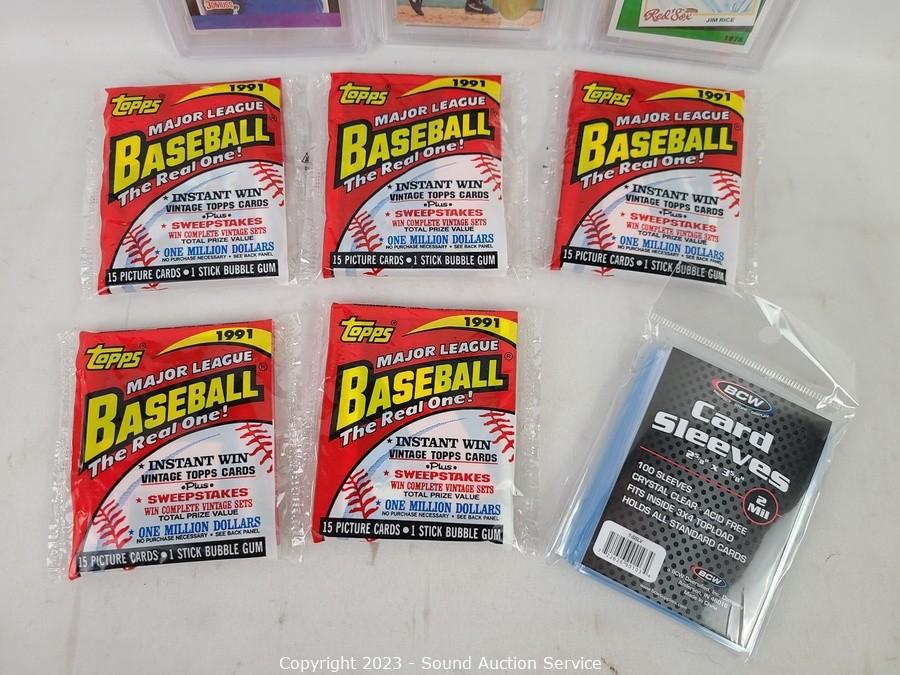 Red Sox
JIM RICE
1978
Topps
1991
MAJOR LEAGUE
BASEBALL®
The Real One!
★ INSTANT WIN
VINTAGE TOPPS CARDS
•Plus•
★ SWEEPSTAKES
WIN COMPLETE VINTAGE SETS
TOTAL PRIZE VALUE
★ ONE MILLION DOLLARS
NO PURCHASE NECESSARY • SEE BACK PANEL
15 PICTURE CARDS • 1 STICK BUBBLE GUM
Topps
1991
MAJOR LEAGUE
BASEBALL®
The Real One!
★ INSTANT WIN
VINTAGE TOPPS CARDS
•Plus•
★ SWEEPSTAKES
WIN COMPLETE VINTAGE SETS
TOTAL PRIZE VALUE
★ ONE MILLION DOLLARS
NO PURCHASE NECESSARY • SEE BACK PANEL
15 PICTURE CARDS • 1 STICK BUBBLE GUM
Topps
1991
MAJOR LEAGUE
BASEBALL®
The Real One!
★ INSTANT WIN
VINTAGE TOPPS CARDS
•Plus•
★ SWEEPSTAKES
WIN COMPLETE VINTAGE SETS
TOTAL PRIZE VALUE
★ ONE MILLION DOLLARS
NO PURCHASE NECESSARY • SEE BACK PANEL
15 PICTURE CARDS • 1 STICK BUBBLE GUM
Topps
1991
MAJOR LEAGUE
BASEBALL®
The Real One!
★ INSTANT WIN
VINTAGE TOPPS CARDS
•Plus•
★ SWEEPSTAKES
WIN COMPLETE VINTAGE SETS
TOTAL PRIZE VALUE
★ ONE MILLION DOLLARS
NO PURCHASE NECESSARY • SEE BACK PANEL
15 PICTURE CARDS • 1 STICK BUBBLE GUM
Topps
1991
MAJOR LEAGUE
BASEBALL®
The Real One!
★ INSTANT WIN
VINTAGE TOPPS CARDS
•Plus•
★ SWEEPSTAKES
WIN COMPLETE VINTAGE SETS
TOTAL PRIZE VALUE
★ ONE MILLION DOLLARS
NO PURCHASE NECESSARY • SEE BACK PANEL
15 PICTURE CARDS • 1 STICK BUBBLE GUM
BCW
Card
Sleeves
2 Mil
100 SLEEVES
CRYSTAL CLEAR - ACID FREE
FITS INSIDE 3X4 TOPLOAD
HOLDS ALL STANDARD CARDS
BCW
Anderson, IN
Made in China
Copyright 2023 - Sound Auction Service